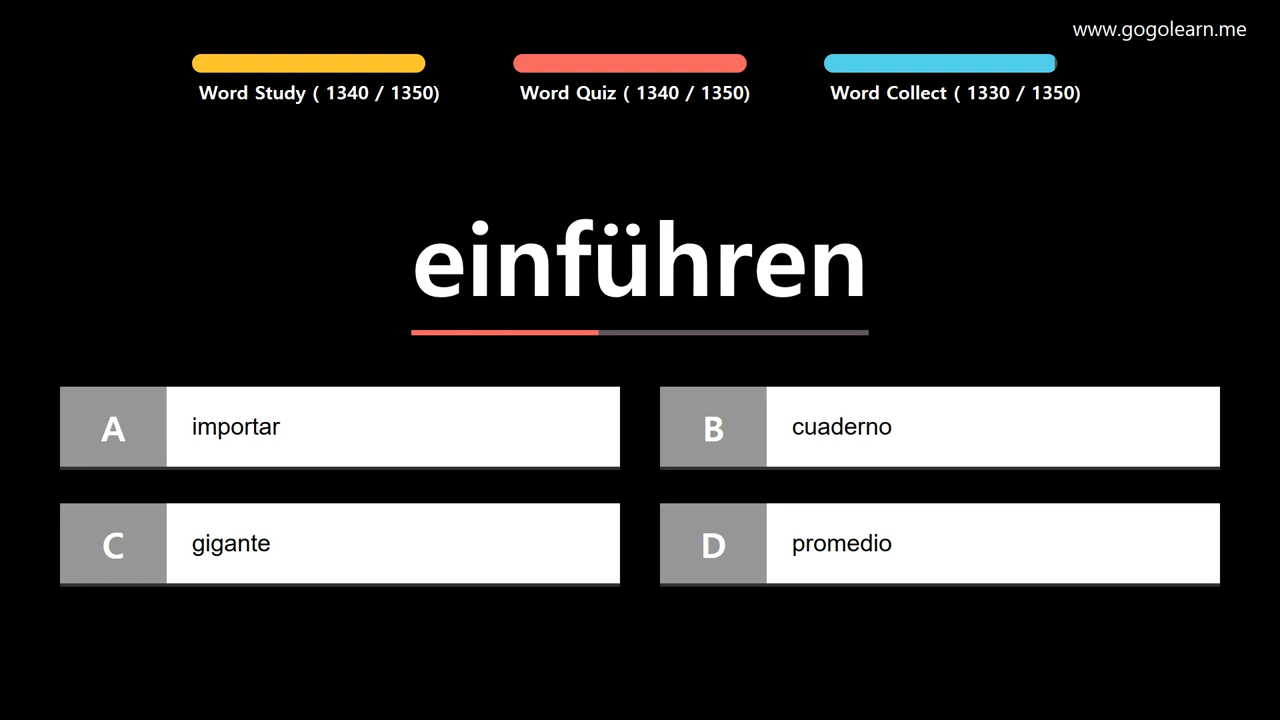 www.gogolearn.me
Word Study ( 1340 / 1350)
Word Quiz ( 1340 / 1350)
Word Collect ( 1330 / 1350)
einführen
A importar
B cuaderno
C gigante
D promedio